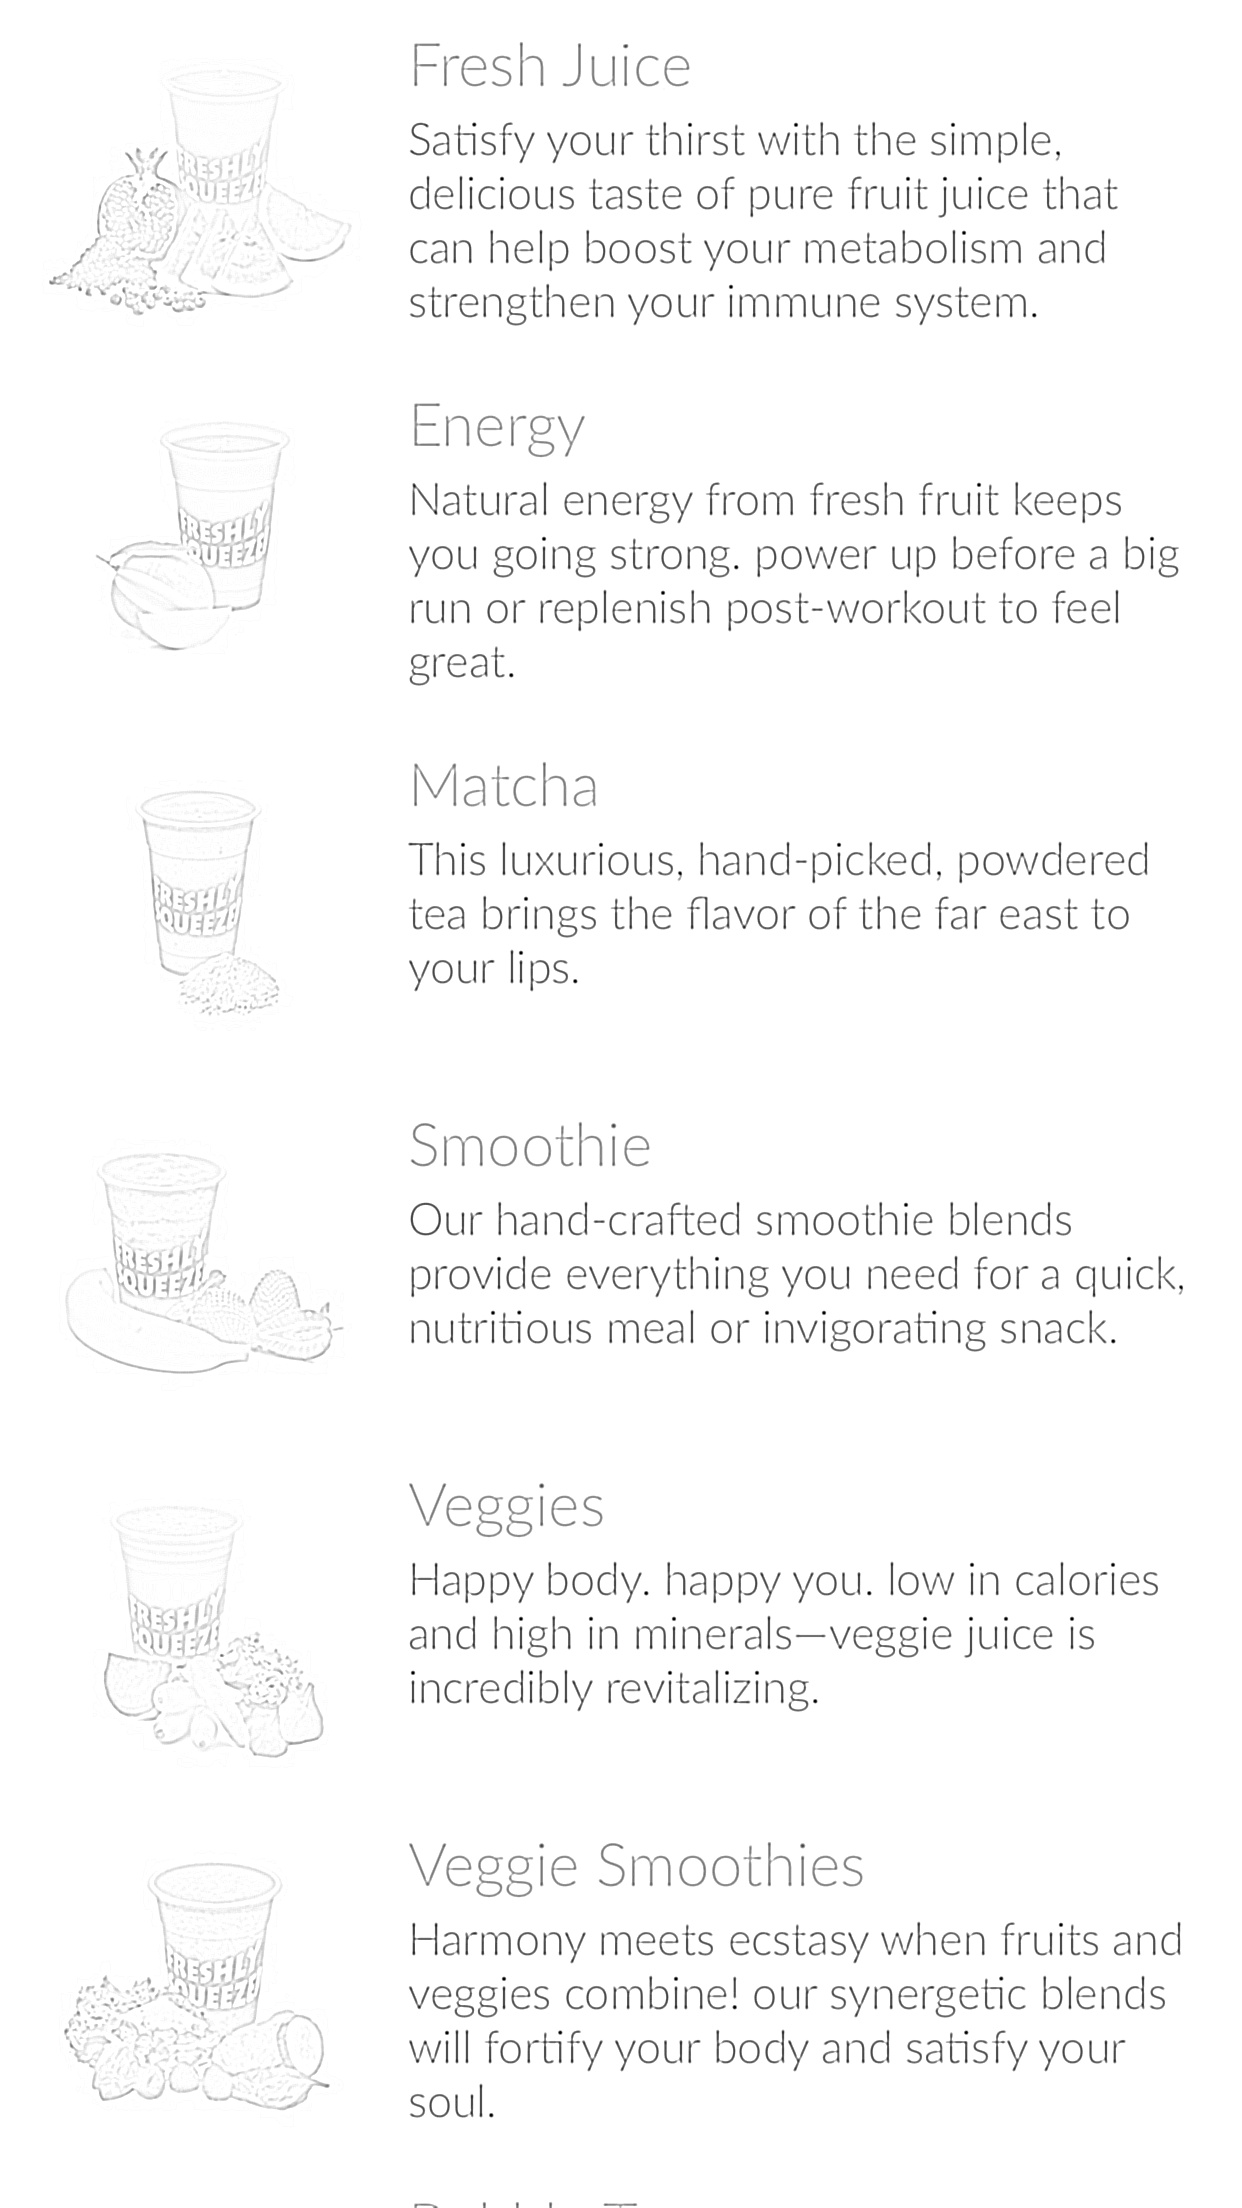 Fresh Juice
Satisfy your thirst with the simple,
delicious taste of pure fruit juice that
can help boost your metabolism and
strengthen your immune system.
FRESHLY
SQUEEZE
Energy
Natural energy from fresh fruit keeps
you going strong. power up before a big
run or replenish post-workout to feel
great.
FRESHLY
SQUEEZE
Matcha
This luxurious, hand-picked, powdered
tea brings the flavor of the far east to
your lips.
FRESHLY
SQUEEZE
Smoothie
Our hand-crafted smoothie blends
provide everything you need for a quick,
nutritious meal or invigorating snack.
FRESHLY
SQUEEZE
Veggies
Happy body. happy you. low in calories
and high in minerals—veggie juice is
incredibly revitalizing.
FRESHLY
SQUEEZE
Veggie Smoothies
Harmony meets ecstasy when fruits and
veggies combine! our synergetic blends
will fortify your body and satisfy your
soul.
FRESHLY
SQUEEZE